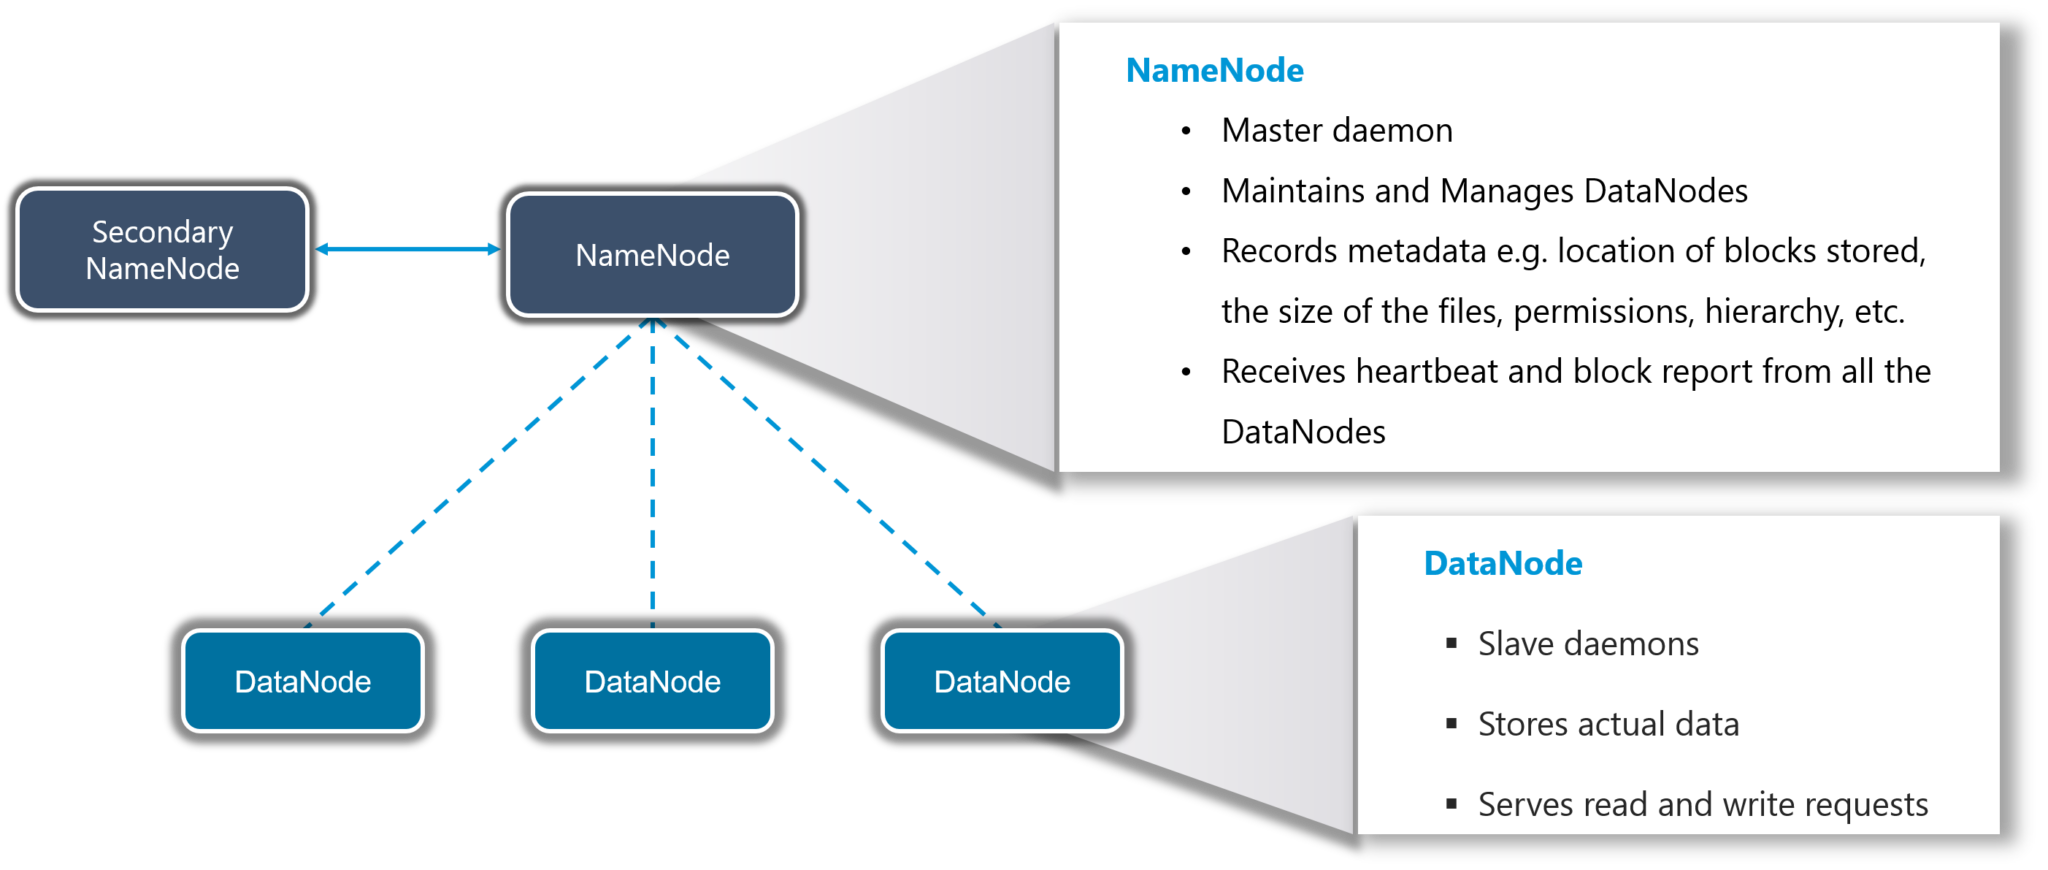 Secondary
NameNode
NameNode
DataNode
DataNode
DataNode
NameNode
• Master daemon
• Maintains and Manages DataNodes
• Records metadata e.g. location of blocks stored,
the size of the files, permissions, hierarchy, etc.
• Receives heartbeat and block report from all the
DataNodes
DataNode
▪ Slave daemons
▪ Stores actual data
▪ Serves read and write requests